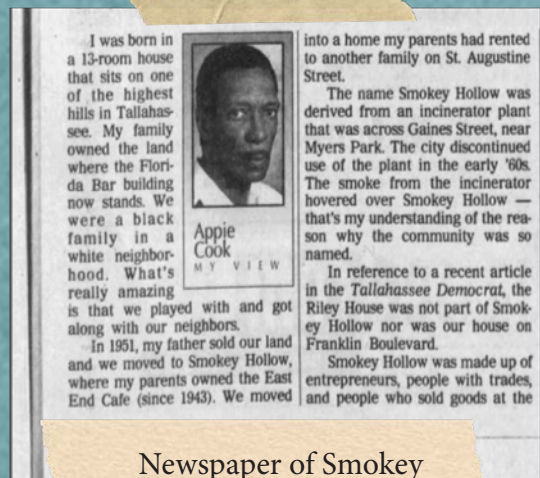 I was born in
a 13-room house
that sits on one
of the highest
hills in Tallahas-
see. My family
owned the land
where the Flori-
da Bar building
now stands. We
were a black
family in a
white neighbor-
hood. What's
really amazing
is that we played with and got
along with our neighbors.
In 1951, my father sold our land
and we moved to Smokey Hollow,
where my parents owned the East
End Cafe (since 1943). We moved
Appie
Cook
MY VIEW
into a home my parents had rented
to another family on St. Augustine
Street.
The name Smokey Hollow was
derived from an incinerator plant
that was across Gaines Street, near
Myers Park. The city discontinued
use of the plant in the early '60s.
The smoke from the incinerator
hovered over Smokey Hollow —
that's my understanding of the rea-
son why the community was so
named.
In reference to a recent article
in the Tallahassee Democrat, the
Riley House was not part of Smok-
ey Hollow nor was our house on
Franklin Boulevard.
Smokey Hollow was made up of
entrepreneurs, people with trades,
and people who sold goods at the
Newspaper of Smokey